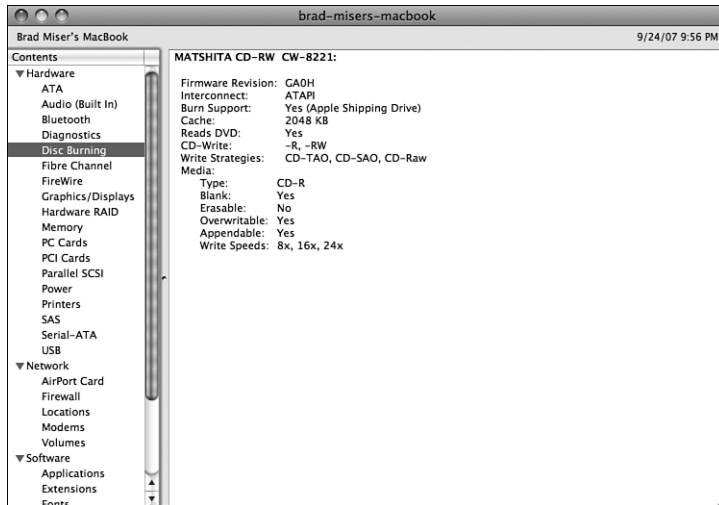 brad-misers-macbook
Brad Miser's MacBook 9/24/07 9:56 PM
Contents
Hardware
ATA
Audio (Built In)
Bluetooth
Diagnostics
Disc Burning
Fibre Channel
FireWire
Graphics/Displays
Hardware RAID
Memory
PC Cards
PCI Cards
Parallel SCSI
Power
Printers
SAS
Serial-ATA
USB
Network
AirPort Card
Firewall
Locations
Modems
Volumes
Software
Applications
Extensions
Fonts
MATSHITA CD-RW CW-8221:
Firmware Revision: GA0H
Interconnect: ATAPI
Burn Support: Yes (Apple Shipping Drive)
Cache: 2048 KB
Reads DVD: Yes
CD-Write: -R, -RW
Write Strategies: CD-TAO, CD-SAO, CD-Raw
Media:
Type: CD-R
Blank: Yes
Erasable: No
Overwritable: Yes
Appendable: Yes
Write Speeds: 8x, 16x, 24x